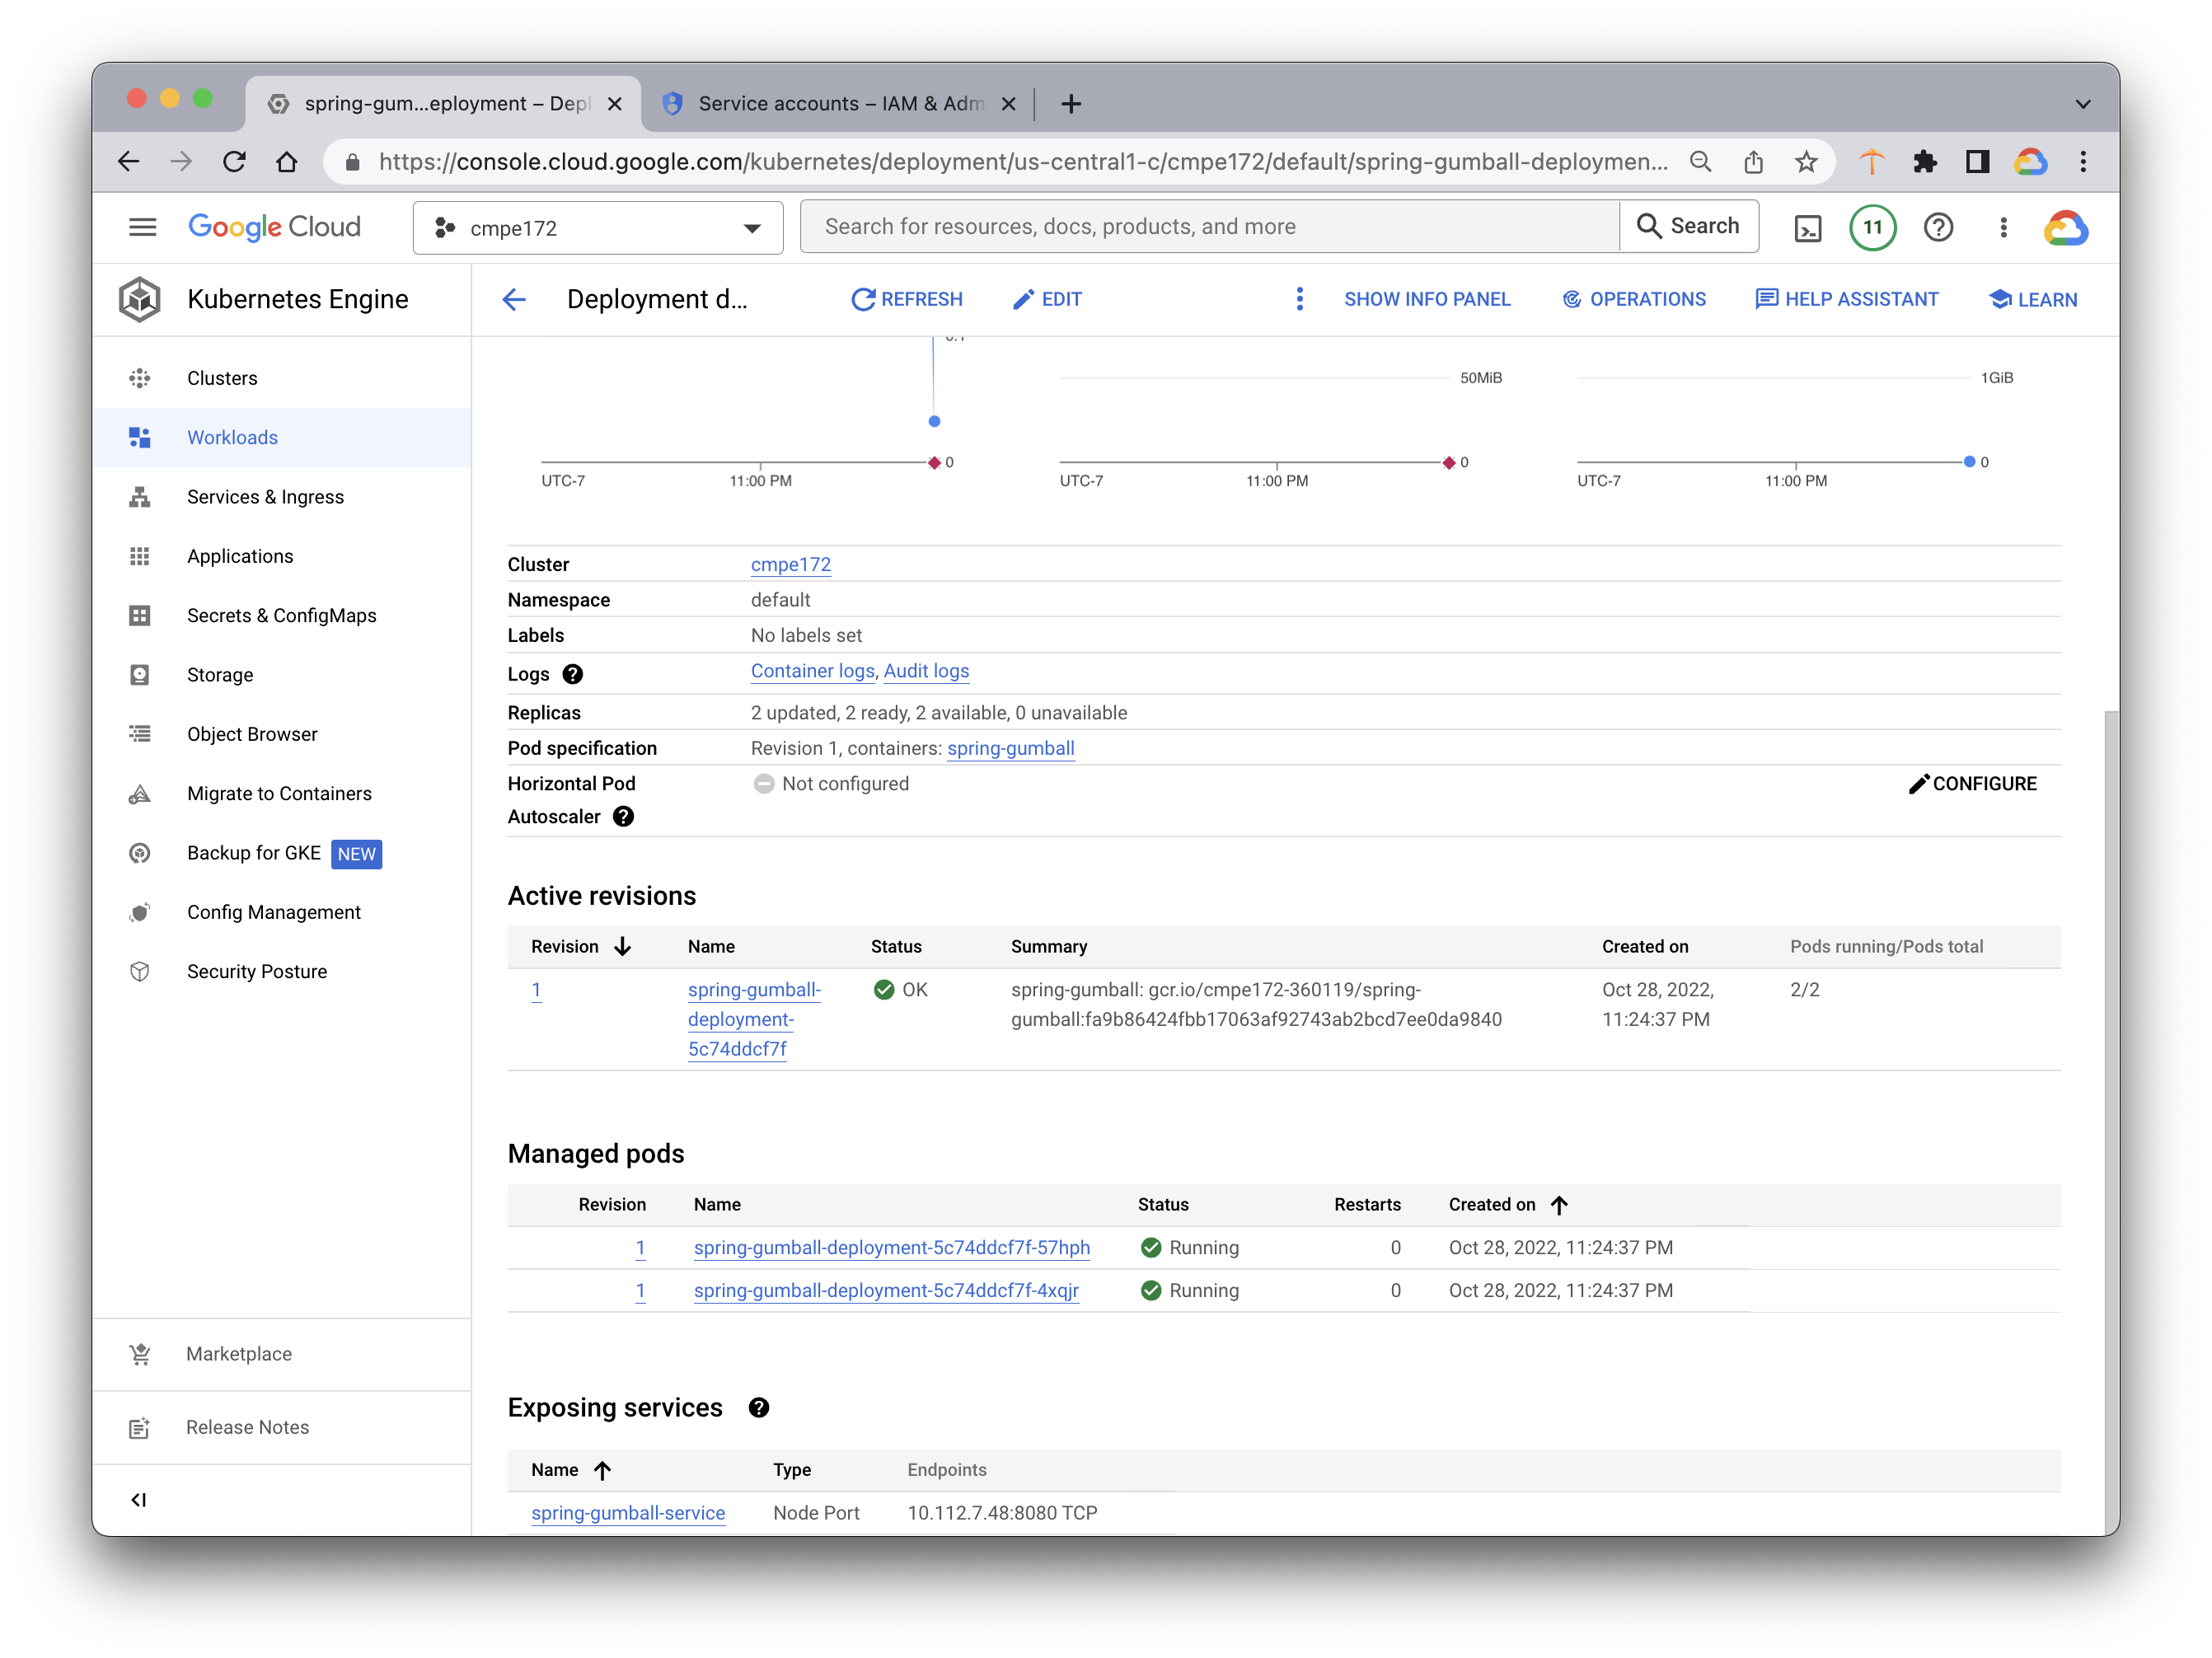 spring-gum...eployment – Depl
Service accounts – IAM & Adm
https://console.cloud.google.com/kubernetes/deployment/us-central1-c/cmpe172/default/spring-gumball-deploymen...
Google Cloud
cmpe172
Search for resources, docs, products, and more
Search
11
Kubernetes Engine
Deployment d...
REFRESH
EDIT
SHOW INFO PANEL
OPERATIONS
HELP ASSISTANT
LEARN
Clusters
Workloads
Services & Ingress
Applications
Secrets & ConfigMaps
Storage
Object Browser
Migrate to Containers
Backup for GKE NEW
Config Management
Security Posture
Marketplace
Release Notes
50MiB
1GiB
0
0
0
UTC-7 11:00 PM
UTC-7 11:00 PM
UTC-7 11:00 PM
Cluster cmpe172
Namespace default
Labels No labels set
Logs Container logs, Audit logs
Replicas 2 updated, 2 ready, 2 available, 0 unavailable
Pod specification Revision 1, containers: spring-gumball
Horizontal Pod Not configured CONFIGURE
Autoscaler
Active revisions
Revision Name Status Summary Created on Pods running/Pods total
1 spring-gumball- OK spring-gumball: gcr.io/cmpe172-360119/spring- Oct 28, 2022, 2/2
deployment- gumball:fa9b86424fbb17063af92743ab2bcd7ee0da9840 11:24:37 PM
5c74ddcf7f
Managed pods
Revision Name Status Restarts Created on
1 spring-gumball-deployment-5c74ddcf7f-57hph Running 0 Oct 28, 2022, 11:24:37 PM
1 spring-gumball-deployment-5c74ddcf7f-4xqjr Running 0 Oct 28, 2022, 11:24:37 PM
Exposing services
Name Type Endpoints
spring-gumball-service Node Port 10.112.7.48:8080 TCP